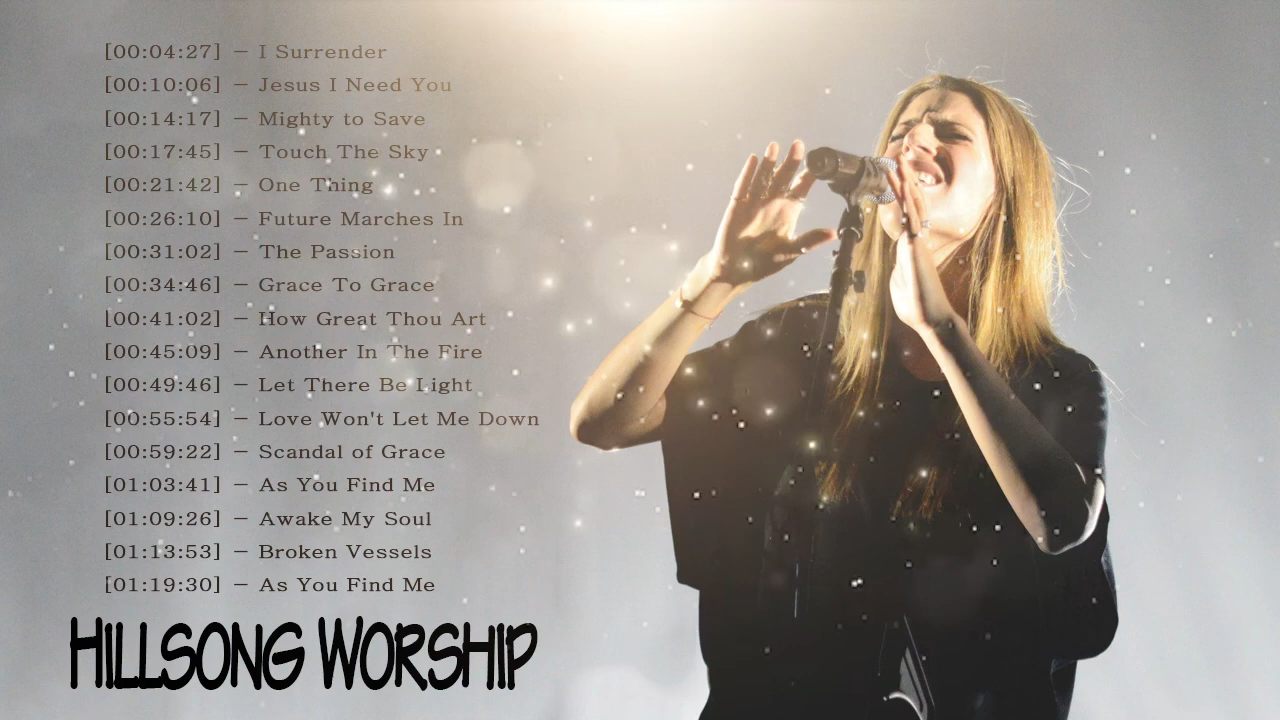 [00:04:27] − I Surrender
[00:10:06] − Jesus I Need You
[00:14:17] − Mighty to Save
[00:17:45] − Touch The Sky
[00:21:42] − One Thing
[00:26:10] − Future Marches In
[00:31:02] − The Passion
[00:34:46] − Grace To Grace
[00:41:02] − How Great Thou Art
[00:45:09] − Another In The Fire
[00:49:46] − Let There Be Light
[00:55:54] − Love Won't Let Me Down
[00:59:22] − Scandal of Grace
[01:03:41] − As You Find Me
[01:09:26] − Awake My Soul
[01:13:53] − Broken Vessels
[01:19:30] − As You Find Me
HILLSONG WORSHIP